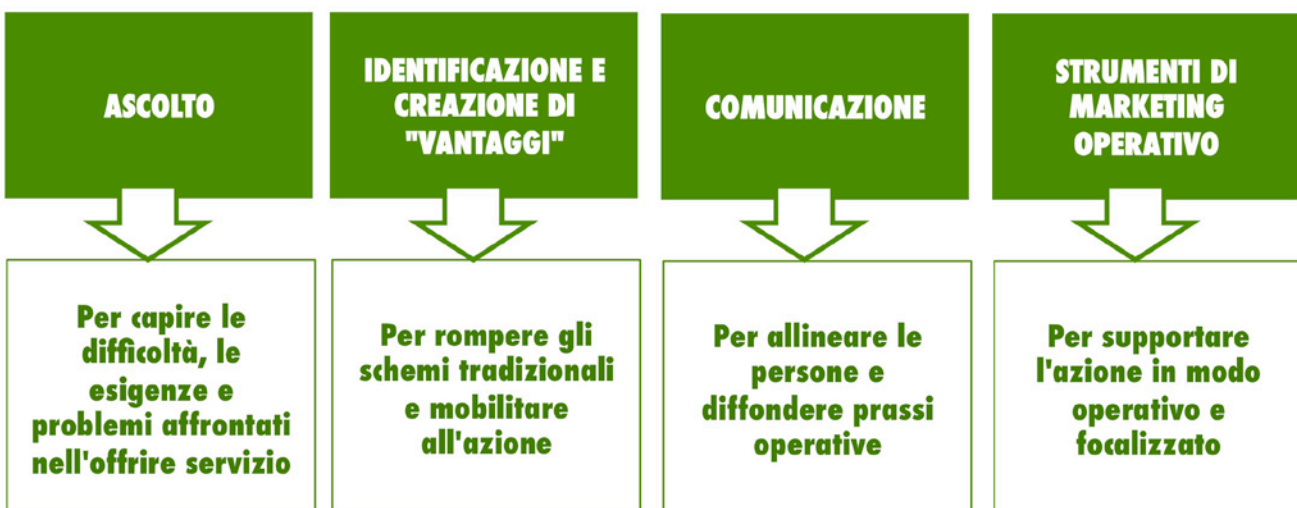 ASCOLTO
Per capire le
difficoltà, le
esigenze e
problemi affrontati
nell'offrire servizio
IDENTIFICAZIONE E
CREAZIONE DI
"VANTAGGI"
Per rompere gli
schemi tradizionali
e mobilitare
all'azione
COMUNICAZIONE
Per allineare le
persone e
diffondere prassi
operative
STRUMENTI DI
MARKETING
OPERATIVO
Per supportare
l'azione in modo
operativo e
focalizzato